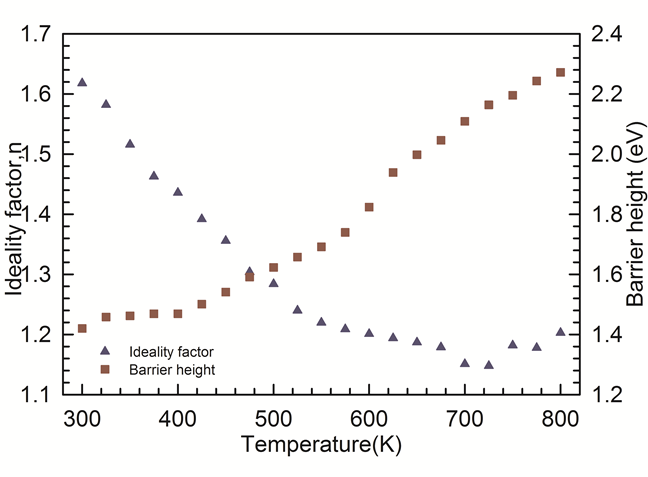 1.7
1.6
1.5
1.4
1.3
1.2
1.1
Ideality factor,n
2.4
2.2
2.0
1.8
1.6
1.4
1.2
Barrier height (eV)
Ideality factor
Barrier height
300 400 500 600 700 800
Temperature(K)